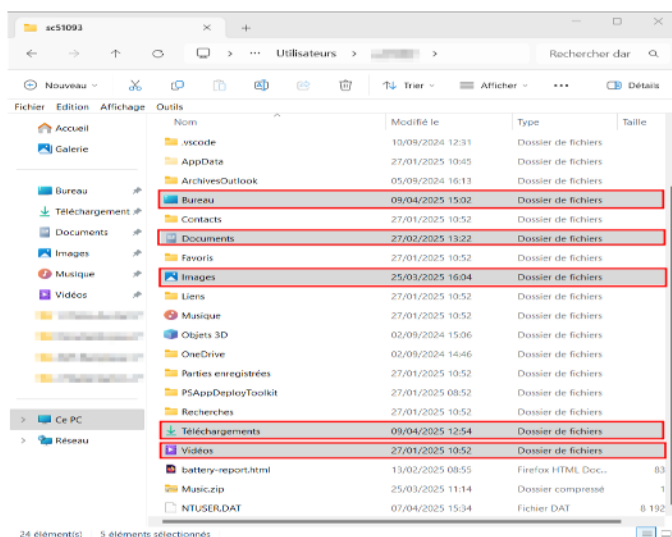 sc51093
Utilisateurs
Rechercher dar
Nouveau
Trier
Afficher
Détails
Fichier Edition Affichage Outils
Accueil
Galerie
Bureau
Téléchargement
Documents
Images
Musique
Vidéos
Ce PC
Réseau
Nom Modifié le Type Taille
.vscode 10/09/2024 12:31 Dossier de fichiers
AppData 27/01/2025 10:45 Dossier de fichiers
ArchivesOutlook 05/09/2024 16:13 Dossier de fichiers
Bureau 09/04/2025 15:02 Dossier de fichiers
Contacts 27/01/2025 10:52 Dossier de fichiers
Documents 27/02/2025 13:22 Dossier de fichiers
Favoris 27/01/2025 10:52 Dossier de fichiers
Images 25/03/2025 16:04 Dossier de fichiers
Liens 27/01/2025 10:52 Dossier de fichiers
Musique 27/01/2025 10:52 Dossier de fichiers
Objets 3D 02/09/2024 15:06 Dossier de fichiers
OneDrive 02/09/2024 14:46 Dossier de fichiers
Parties enregistrées 27/01/2025 10:52 Dossier de fichiers
PSAppDeployToolkit 27/01/2025 08:52 Dossier de fichiers
Recherches 27/01/2025 10:52 Dossier de fichiers
Téléchargements 09/04/2025 12:54 Dossier de fichiers
Vidéos 27/01/2025 10:52 Dossier de fichiers
battery-report.html 13/02/2025 08:55 Firefox HTML Doc... 83
Music.zip 25/03/2025 11:14 Dossier compressé 1
NTUSER.DAT 07/04/2025 15:34 Fichier DAT 8 192
24 élément(s) 5 éléments sélectionnés